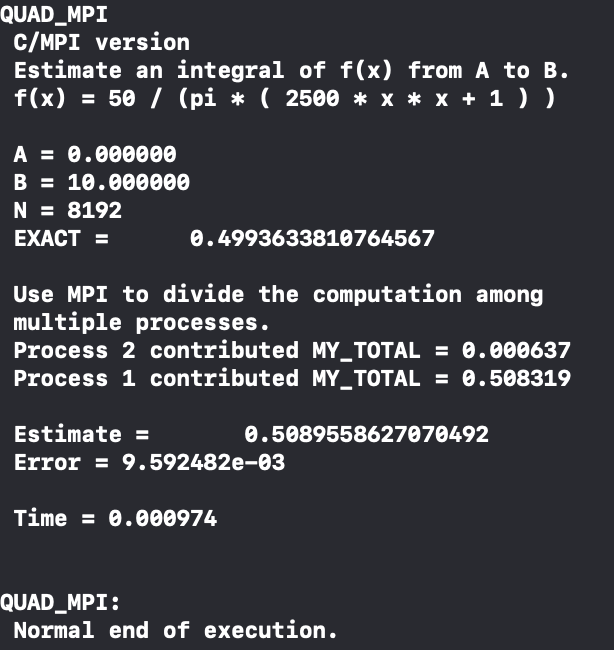 QUAD_MPI
C/MPI version
Estimate an integral of f(x) from A to B.
f(x) = 50 / (pi * ( 2500 * x * x + 1 ) )
A = 0.000000
B = 10.000000
N = 8192
EXACT =      0.4993633810764567
Use MPI to divide the computation among
multiple processes.
Process 2 contributed MY_TOTAL = 0.000637
Process 1 contributed MY_TOTAL = 0.508319
Estimate =       0.5089558627070492
Error = 9.592482e-03
Time = 0.000974
QUAD_MPI:
Normal end of execution.